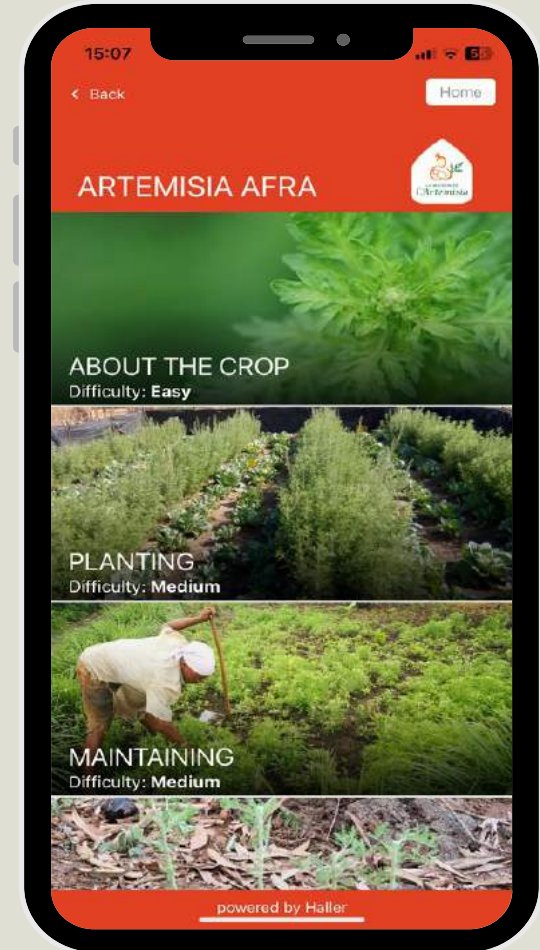 15:07
Back
Home
ARTEMISIA AFRA
L'Artemisia
ABOUT THE CROP
Difficulty: Easy
PLANTING
Difficulty: Medium
MAINTAINING
Difficulty: Medium
powered by Haller